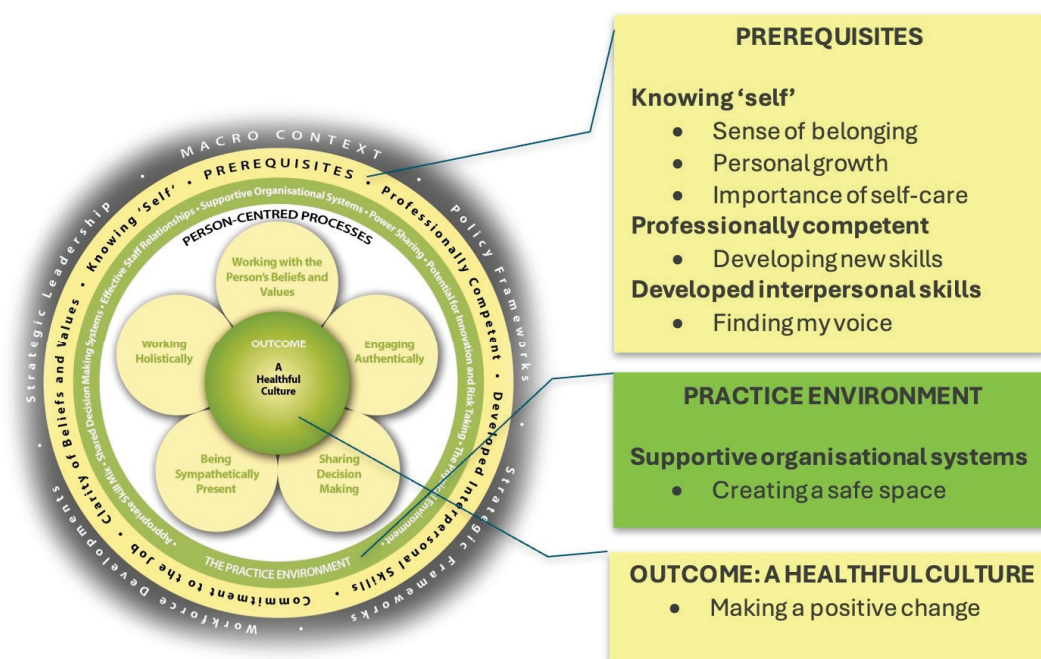 MACRO CONTEXT • Policy Frameworks • Strategic Frameworks • Workforce Developments • Strategic Leadership •
PREREQUISITES • Professionally Competent • Developed Interpersonal Skills • Commitment to the Job • Clarity of Beliefs and Values • Knowing ‘Self’ •
THE PRACTICE ENVIRONMENT • Appropriate Skill Mix • Shared Decision Making Systems • Effective Staff Relationships • Supportive Organisational Systems • Power Sharing • Potential for Innovation and Risk Taking • The Physical Environment •
PERSON-CENTRED PROCESSES
Working with the
Person's Beliefs and
Values
Working
Holistically
Engaging
Authentically
OUTCOME
A
Healthful
Culture
Being
Sympathetically
Present
Sharing
Decision
Making
PREREQUISITES
Knowing ‘self’
• Sense of belonging
• Personal growth
• Importance of self-care
Professionally competent
• Developing new skills
Developed interpersonal skills
• Finding my voice
PRACTICE ENVIRONMENT
Supportive organisational systems
• Creating a safe space
OUTCOME: A HEALTHFUL CULTURE
• Making a positive change